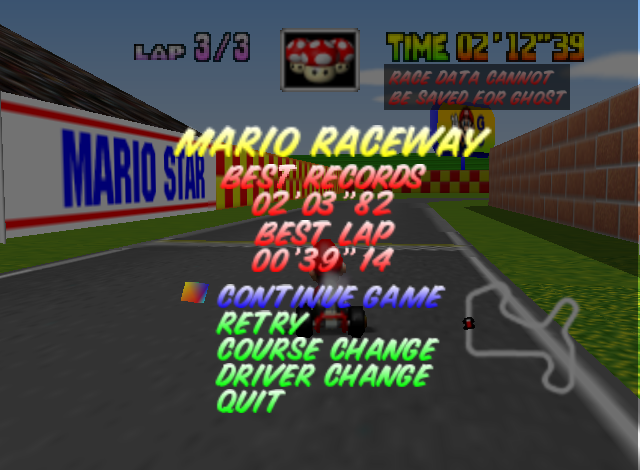 LAP 3/3
TIME 02'12"39
RACE DATA CANNOT
BE SAVED FOR GHOST
MARIO STAR
MARIO RACEWAY
BEST RECORDS
02'03"82
BEST LAP
00'39"14
CONTINUE GAME
RETRY
COURSE CHANGE
DRIVER CHANGE
QUIT